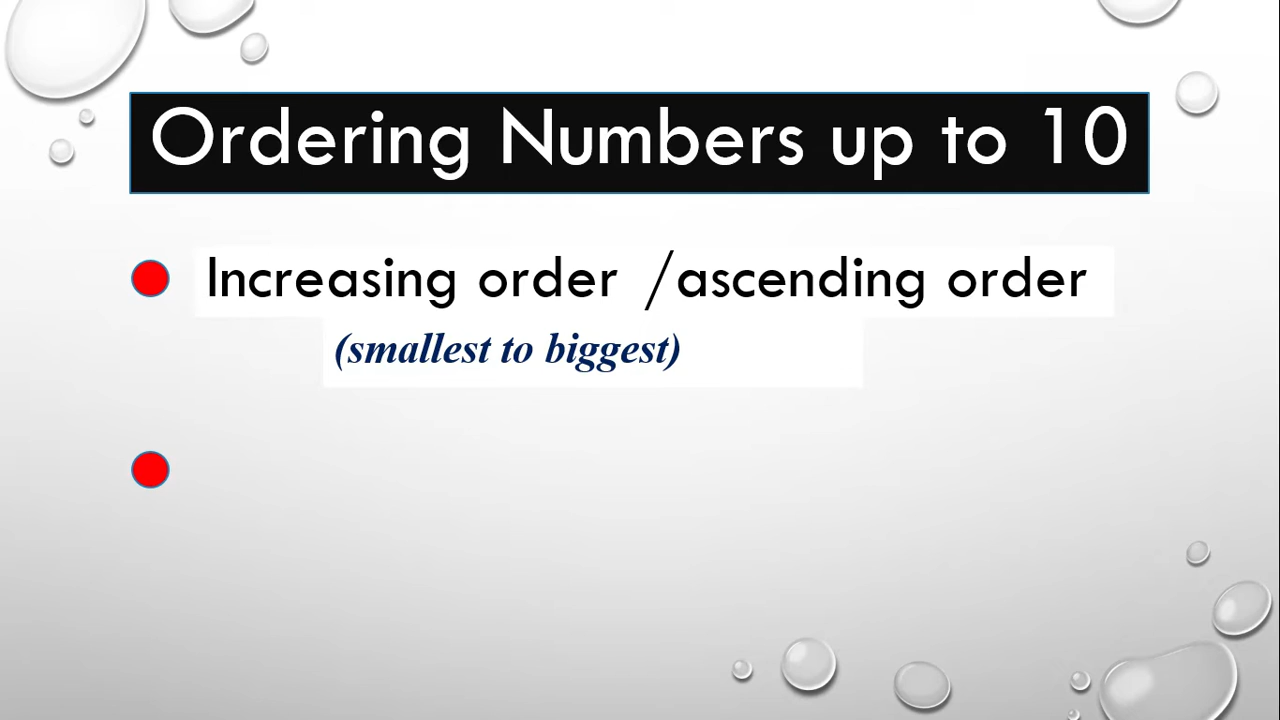 Ordering Numbers up to 10
Increasing order /ascending order
(smallest to biggest)